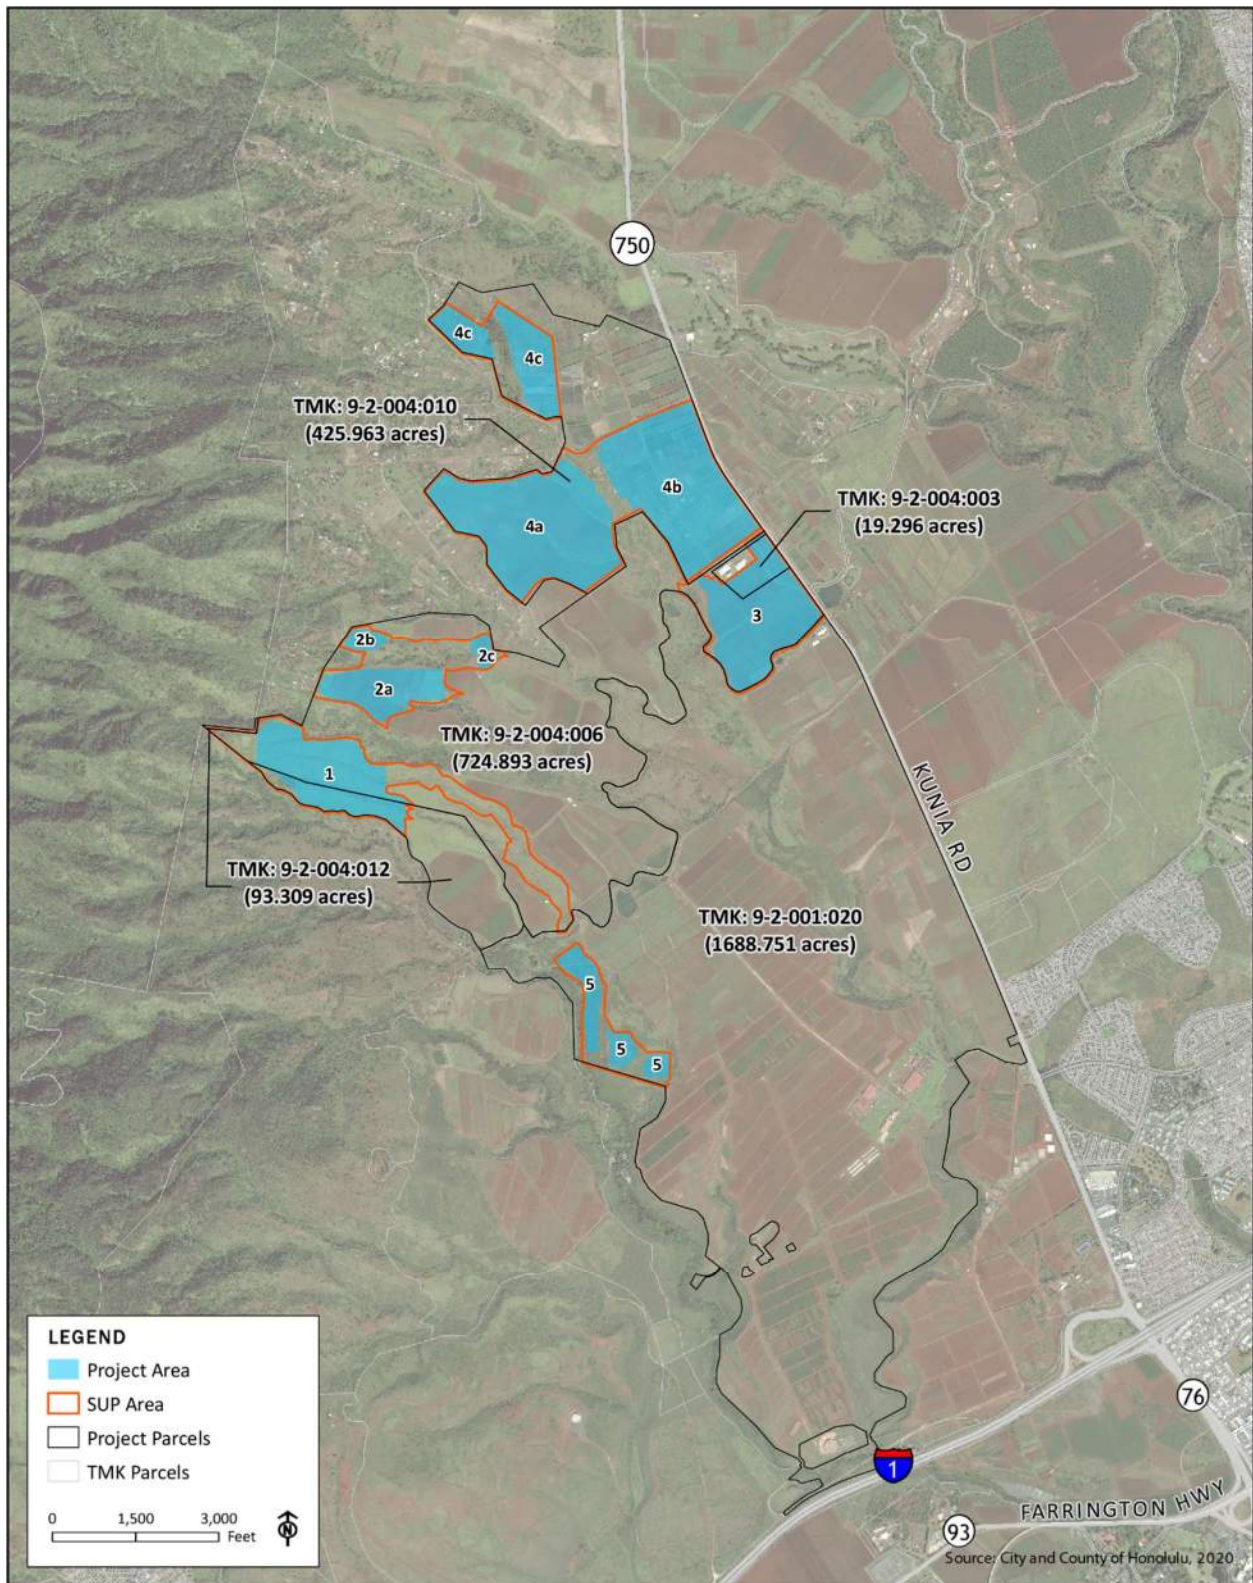 750
4c
4c
TMK: 9-2-004:010
(425.963 acres)
4b
TMK: 9-2-004:003
(19.296 acres)
4a
3
2b
2c
2a
TMK: 9-2-004:006
(724.893 acres)
1
KUNIA RD
TMK: 9-2-004:012
(93.309 acres)
TMK: 9-2-001:020
(1688.751 acres)
5
5
5
LEGEND
Project Area
SUP Area
Project Parcels
TMK Parcels
0 1,500 3,000
Feet
N
76
1
FARRINGTON HWY
93
Source: City and County of Honolulu, 2020